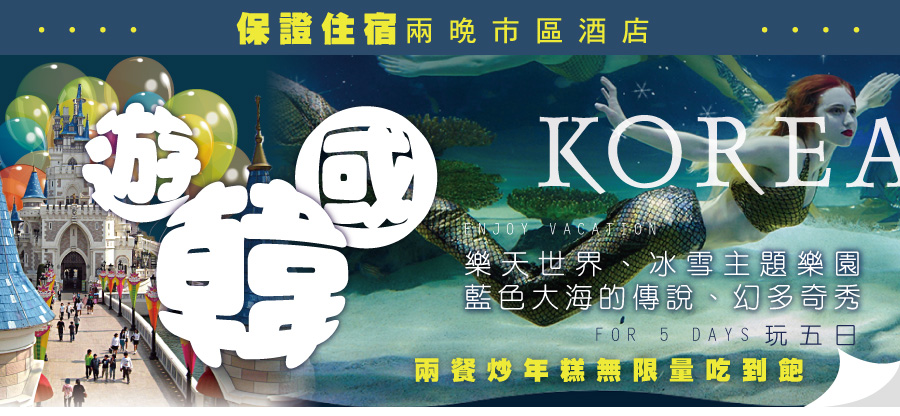 保證住宿兩晚市區酒店
遊韓國
KOREA
ENJOY VACATION
樂天世界、冰雪主題樂園
藍色大海的傳說、幻多奇秀
FOR 5 DAYS 玩五日
兩餐炒年糕無限量吃到飽